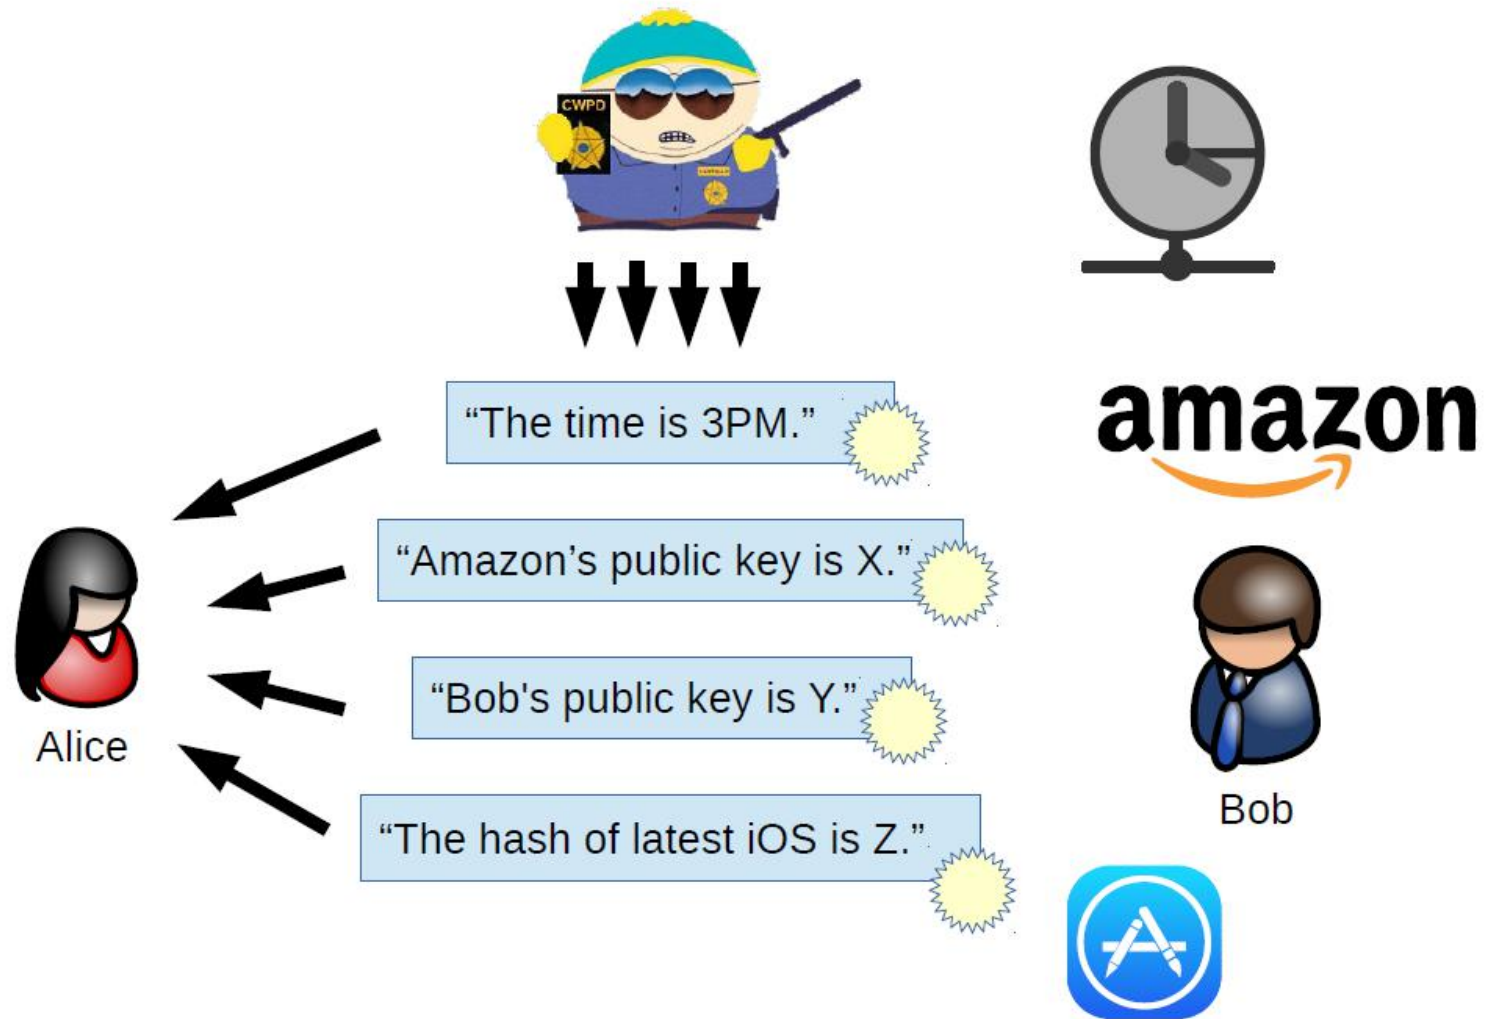 CWPD
“The time is 3PM.”
amazon
“Amazon’s public key is X.”
“Bob's public key is Y.”
Alice
Bob
“The hash of latest iOS is Z.”